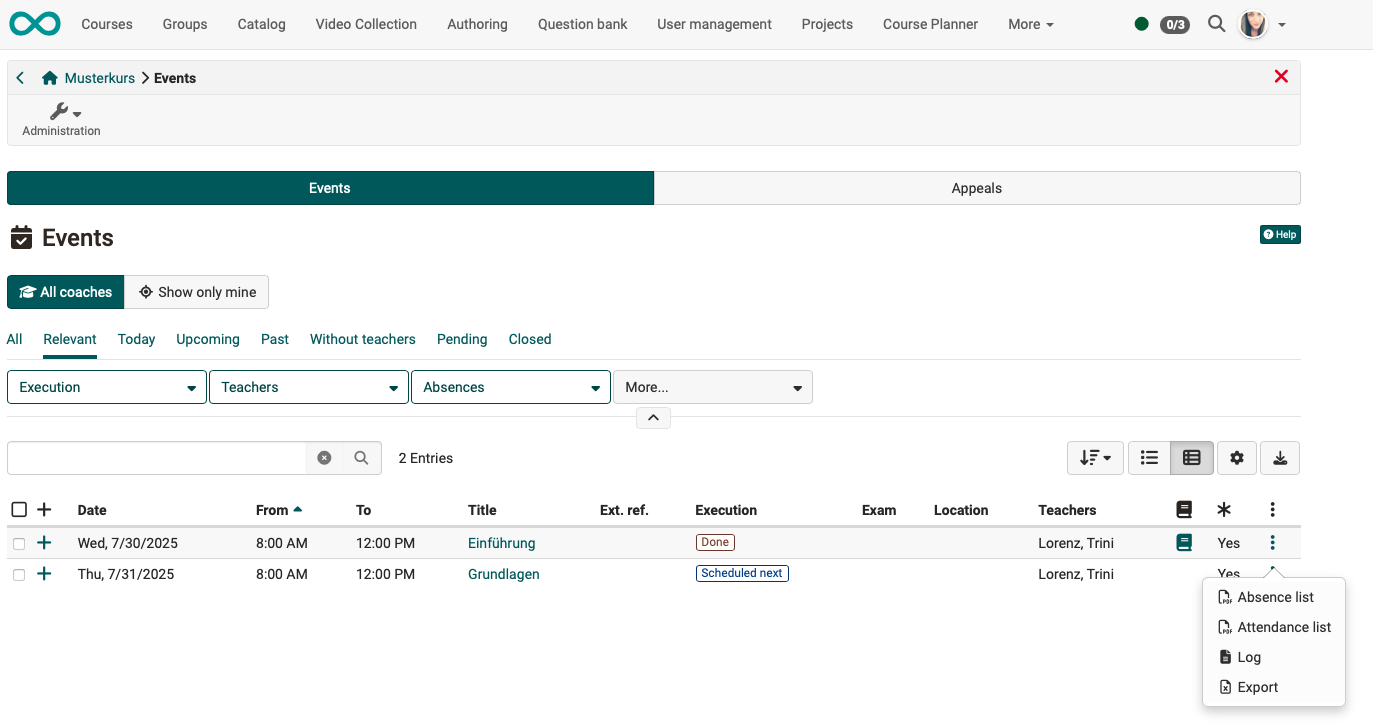 Courses Groups Catalog Video Collection Authoring Question bank User management Projects Course Planner More 0/3
Musterkurs Events
Administration
Events Appeals
Events Help
All coaches Show only mine
All Relevant Today Upcoming Past Without teachers Pending Closed
Execution Teachers Absences More...
2 Entries
Date From To Title Ext. ref. Execution Exam Location Teachers
Wed, 7/30/2025 8:00 AM 12:00 PM Einführung Done Lorenz, Trini Yes
Thu, 7/31/2025 8:00 AM 12:00 PM Grundlagen Scheduled next Lorenz, Trini Yes
Absence list
Attendance list
Log
Export